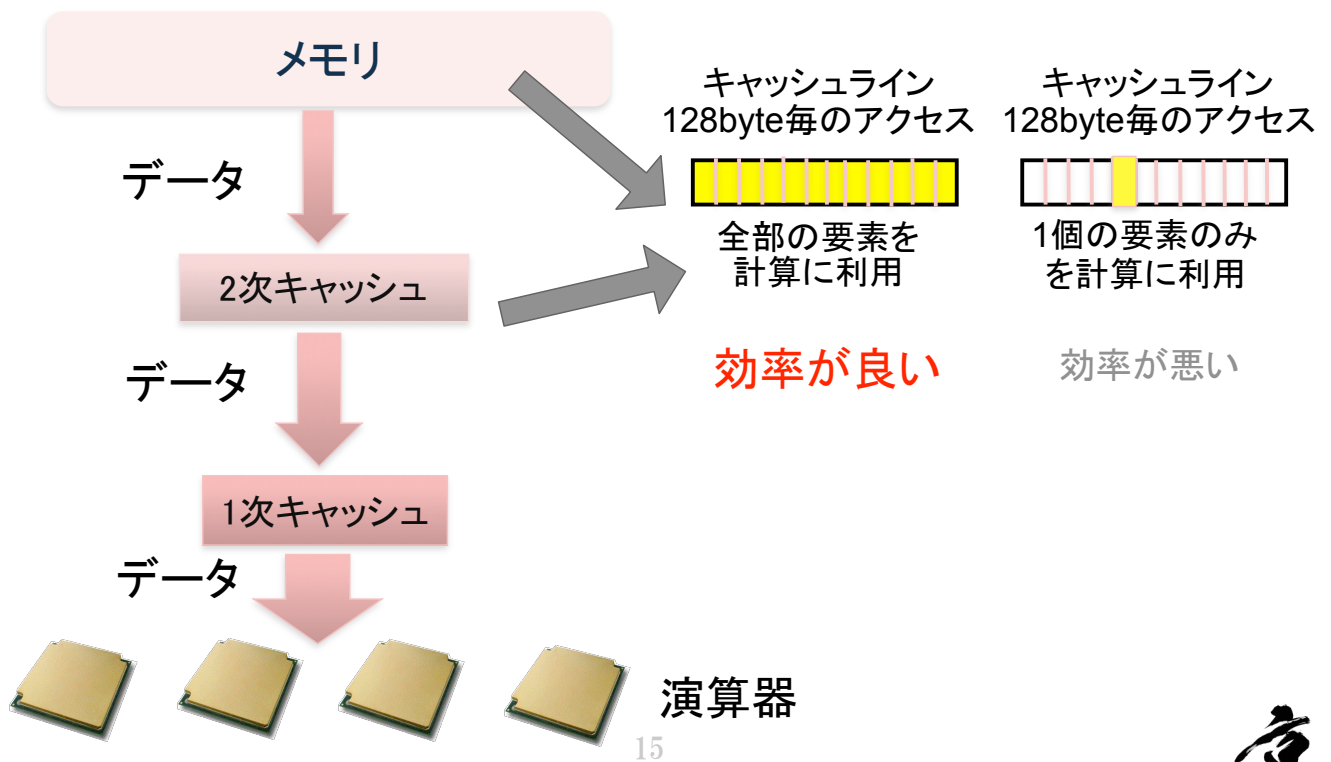 メモリ
データ
2次キャッシュ
データ
1次キャッシュ
データ
演算器
キャッシュライン
128byte毎のアクセス
全部の要素を
計算に利用
効率が良い
キャッシュライン
128byte毎のアクセス
1個の要素のみ
を計算に利用
効率が悪い
15